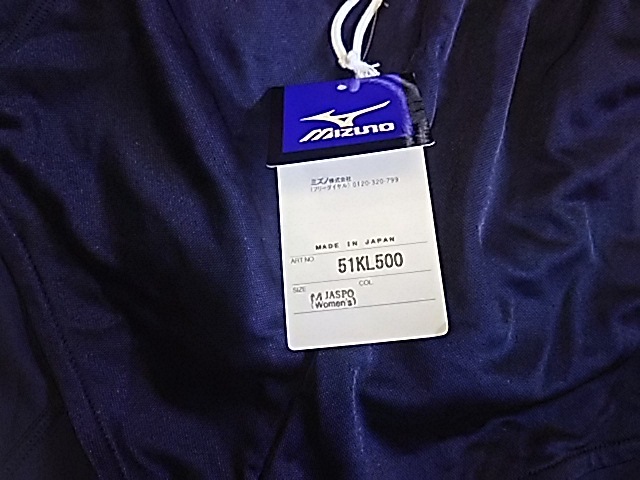 MIZUNO
ミズノ株式会社
(フリーダイヤル) 0120-320-799
MADE IN JAPAN
ART NO 51KL500
SIZE COL
M JASPO
(Women's)